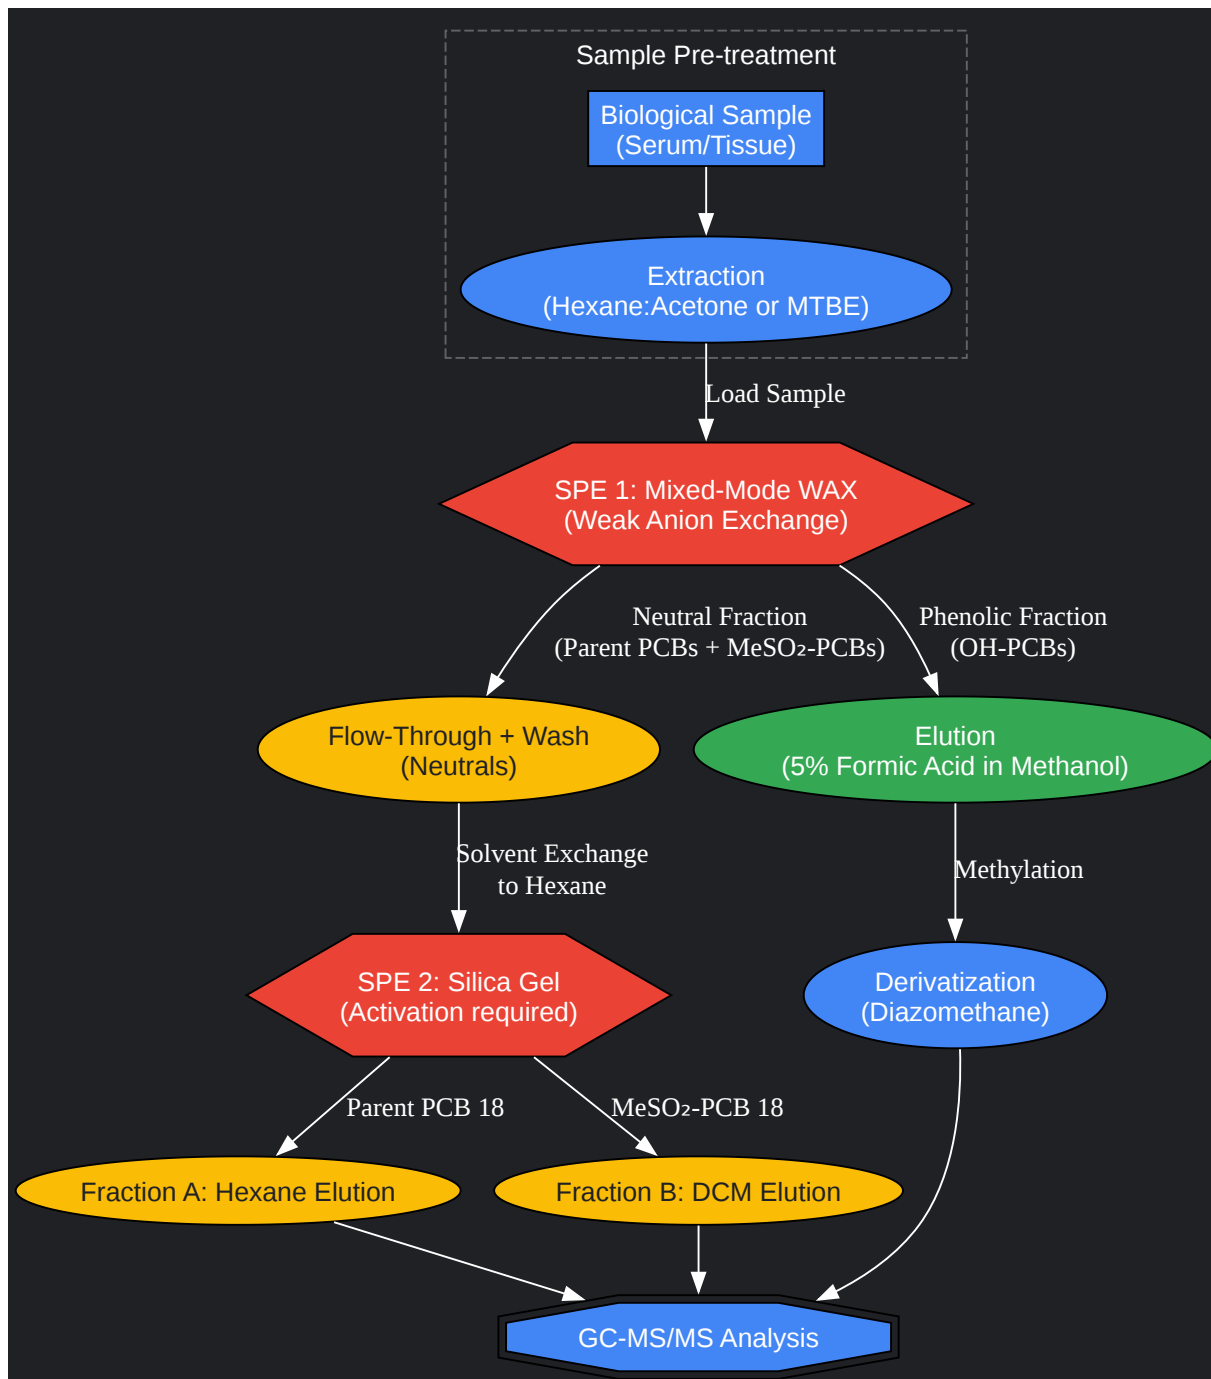 Sample Pre-treatment
Biological Sample
(Serum/Tissue)
Extraction
(Hexane:Acetone or MTBE)
Load Sample
SPE 1: Mixed-Mode WAX
(Weak Anion Exchange)
Neutral Fraction
(Parent PCBs + MeSO₂-PCBs)
Phenolic Fraction
(OH-PCBs)
Flow-Through + Wash
(Neutrals)
Elution
(5% Formic Acid in Methanol)
Solvent Exchange
to Hexane
Methylation
SPE 2: Silica Gel
(Activation required)
Derivatization
(Diazomethane)
Parent PCB 18
MeSO₂-PCB 18
Fraction A: Hexane Elution
Fraction B: DCM Elution
GC-MS/MS Analysis